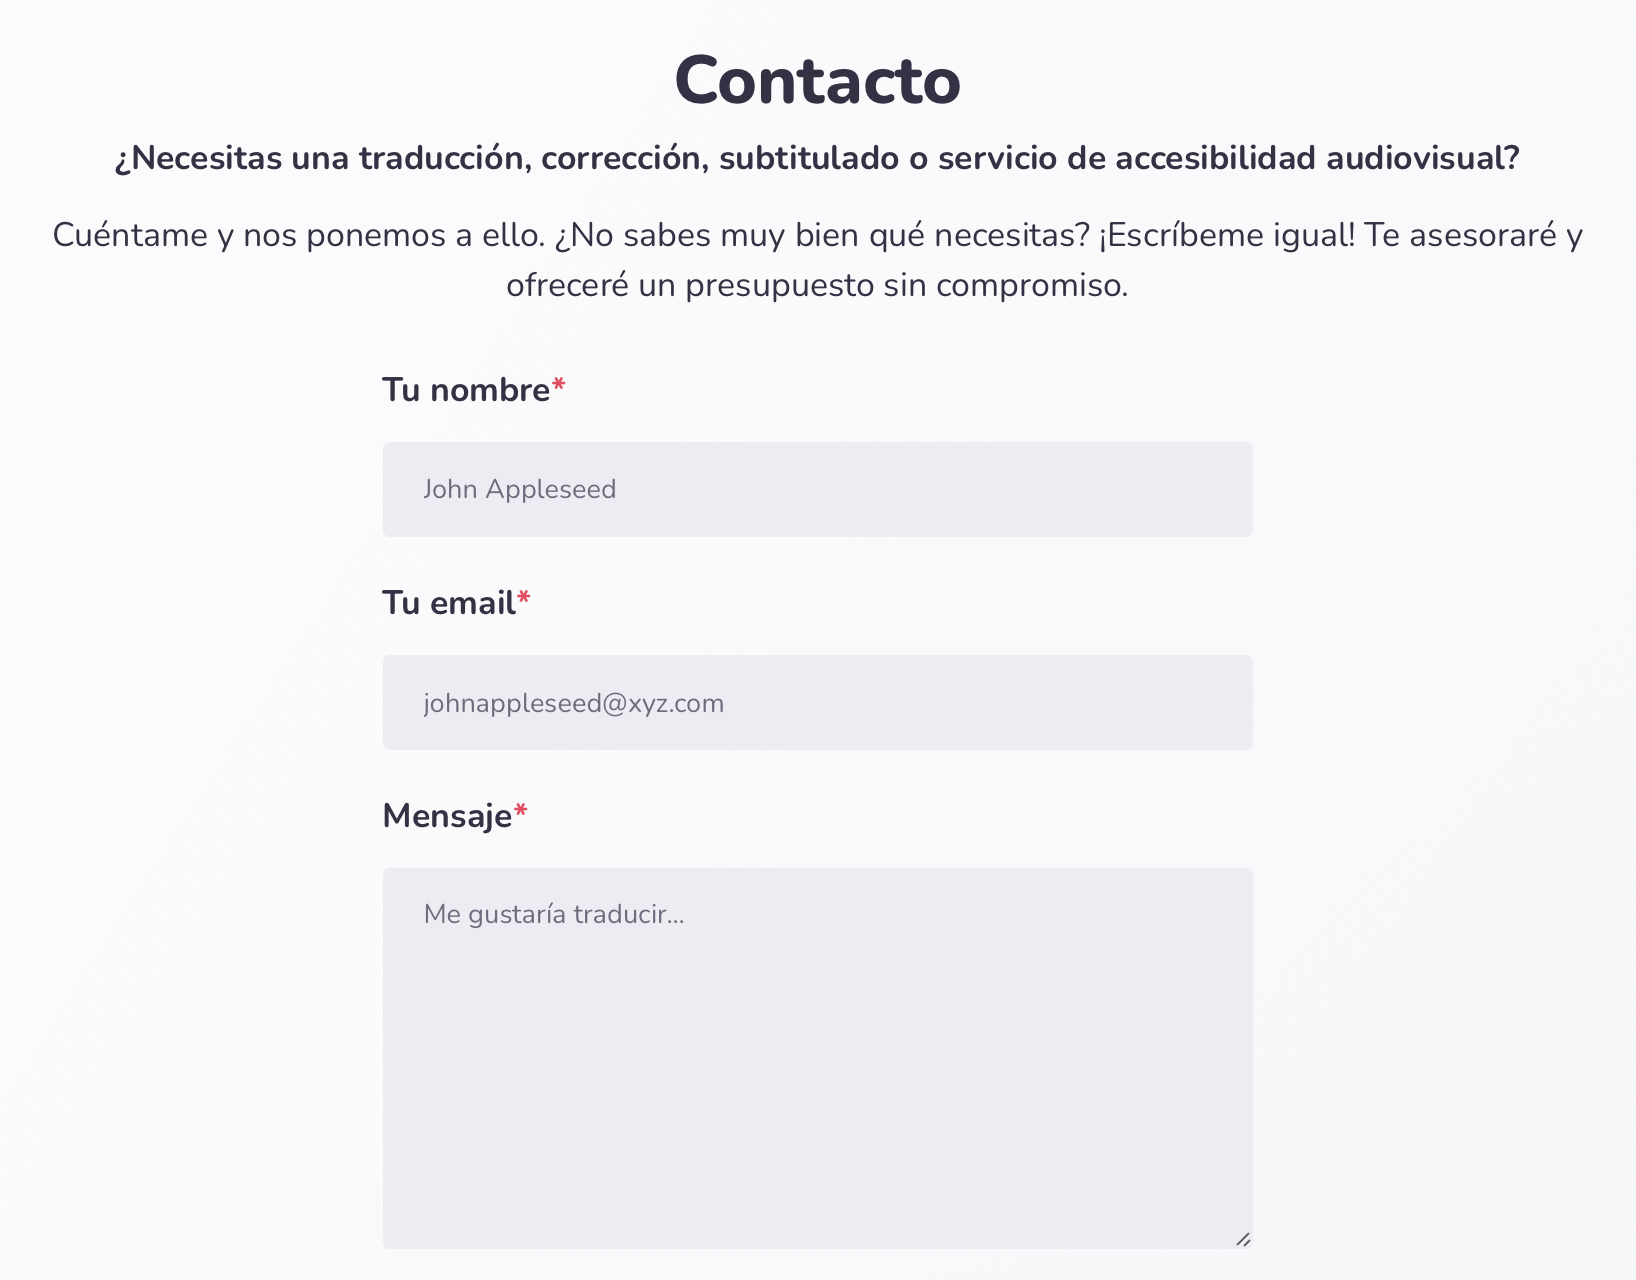 Contacto
¿Necesitas una traducción, corrección, subtitulado o servicio de accesibilidad audiovisual?
Cuéntame y nos ponemos a ello. ¿No sabes muy bien qué necesitas? ¡Escríbeme igual! Te asesoraré y
ofreceré un presupuesto sin compromiso.
Tu nombre*
John Appleseed
Tu email*
johnappleseed@xyz.com
Mensaje*
Me gustaría traducir...